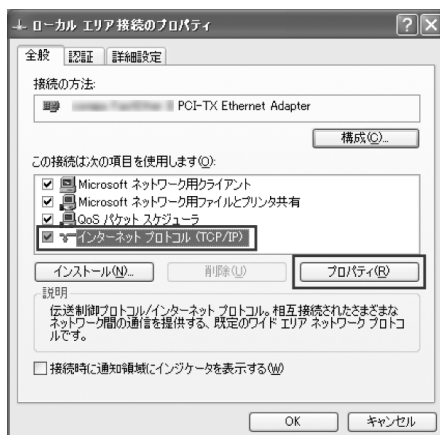 ローカル エリア接続のプロパティ
全般 認証 詳細設定
接続の方法:
PCI-TX Ethernet Adapter
構成(C)...
この接続は次の項目を使用します(O):
Microsoft ネットワーク用クライアント
Microsoft ネットワーク用ファイルとプリンタ共有
QoS パケット スケジューラ
インターネット プロトコル (TCP/IP)
インストール(N)... 削除(U) プロパティ(R)
説明
伝送制御プロトコル/インターネット プロトコル。相互接続されたさまざまな
ネットワーク間の通信を提供する、既定のワイド エリア ネットワーク プロトコ
ルです。
接続時に通知領域にインジケータを表示する(W)
OK キャンセル